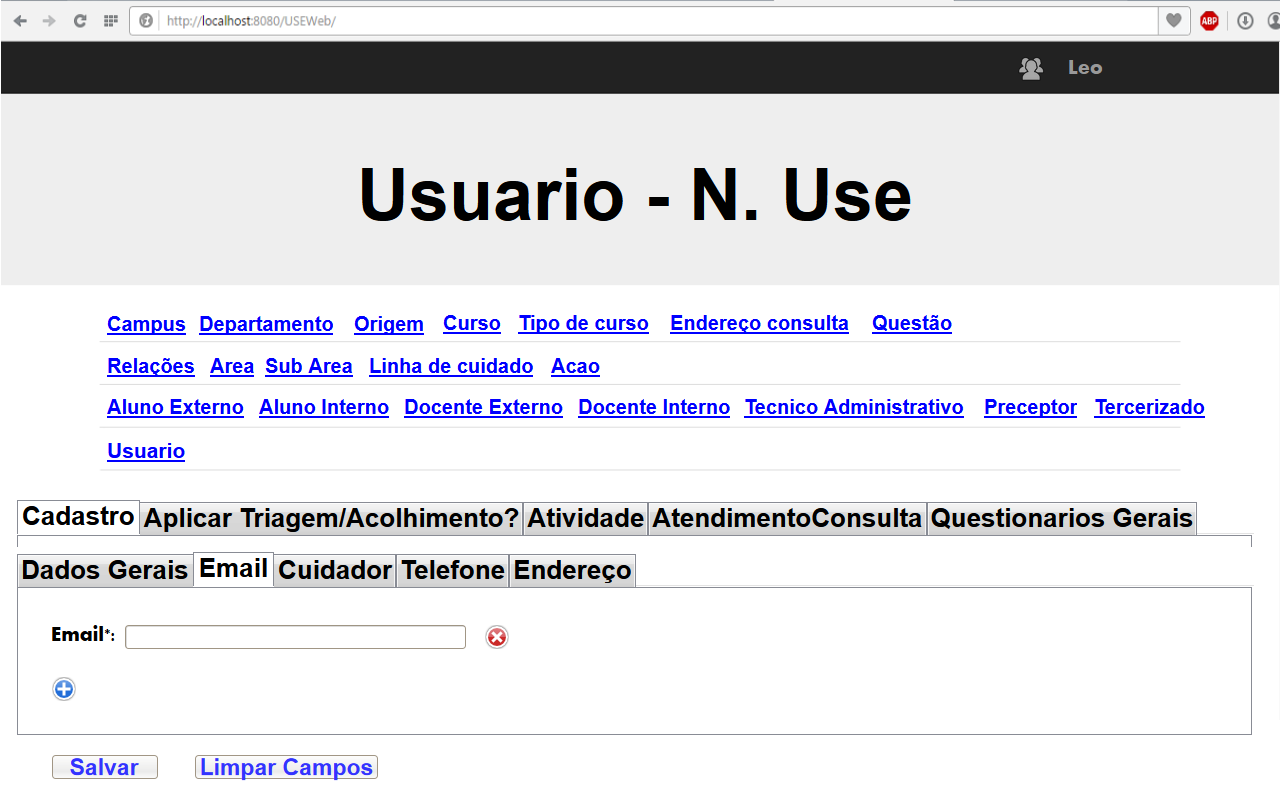 http://localhost:8080/USEWeb/
ABP
Leo
Usuario - N. Use
Campus Departamento Origem Curso Tipo de curso Endereço consulta Questão
Relações Area Sub Area Linha de cuidado Acao
Aluno Externo Aluno Interno Docente Externo Docente Interno Tecnico Administrativo Preceptor Tercerizado
Usuario
Cadastro Aplicar Triagem/Acolhimento? Atividade AtendimentoConsulta Questionarios Gerais
Dados Gerais Email Cuidador Telefone Endereço
Email*:
Salvar Limpar Campos